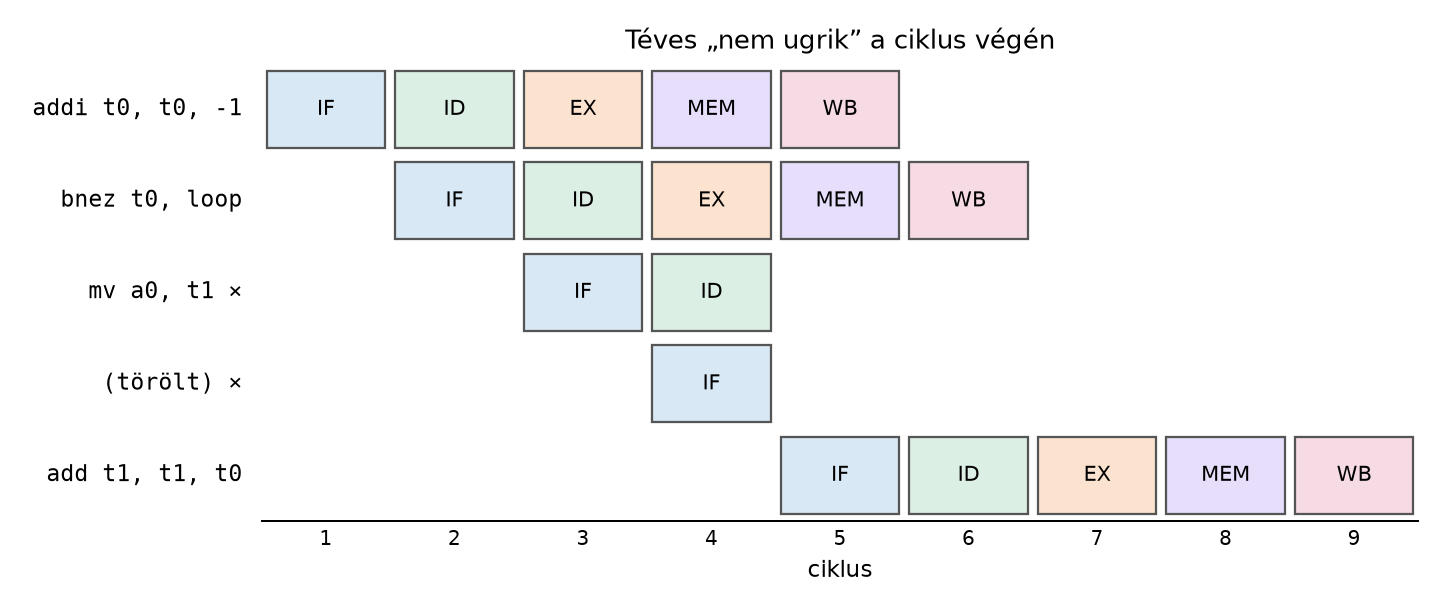 Téves „nem ugrik” a ciklus végén
addi t0, t0, -1 IF ID EX MEM WB
bnez t0, loop IF ID EX MEM WB
mv a0, t1 × IF ID
(törölt) × IF
add t1, t1, t0 IF ID EX MEM WB
1 2 3 4 5 6 7 8 9
ciklus